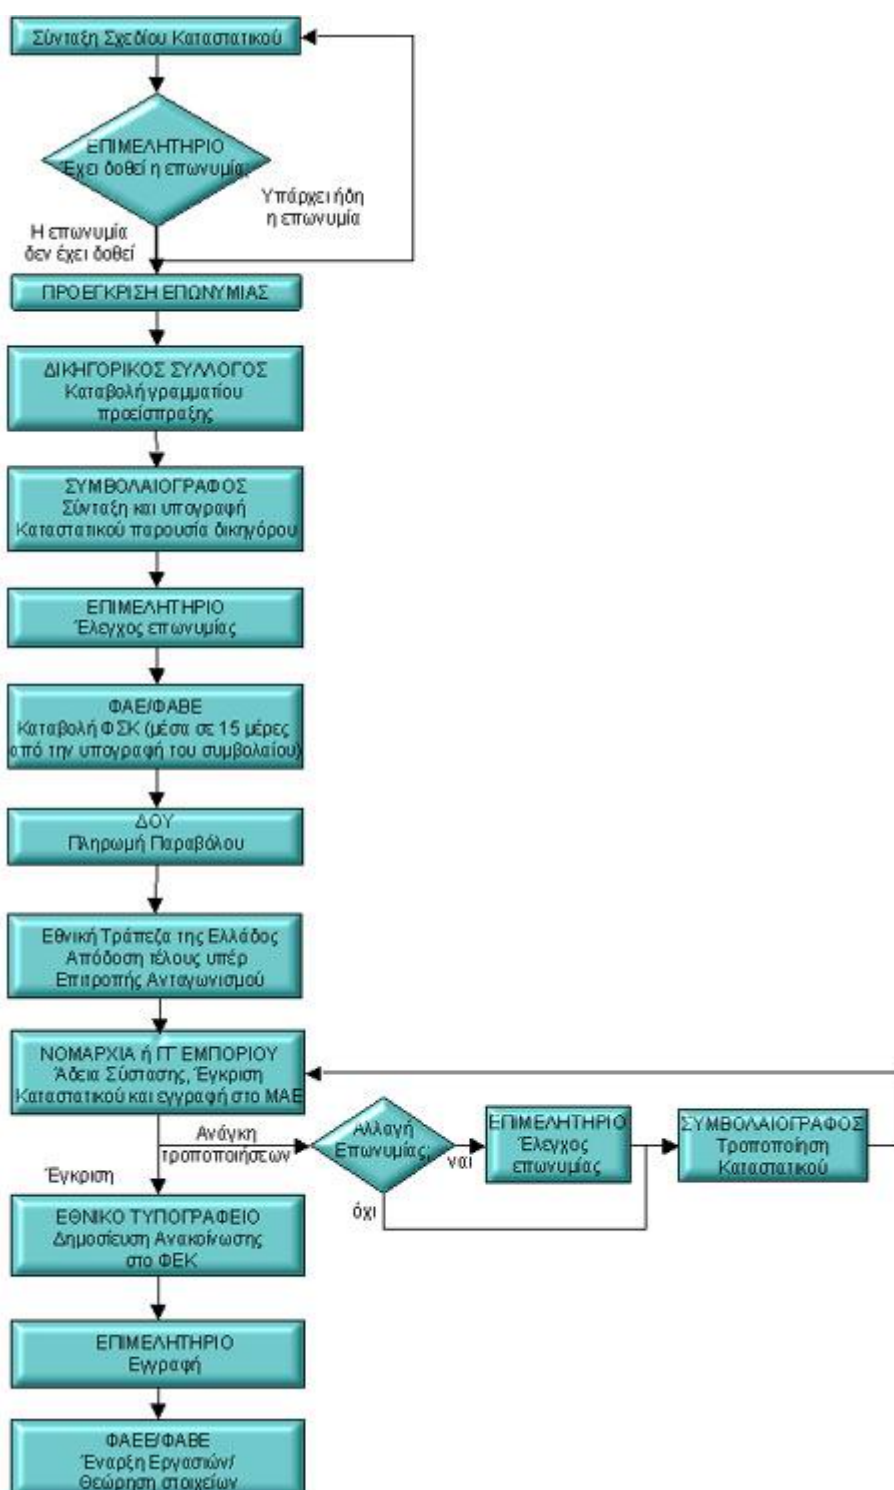 Σύνταξη Σχεδίου Καταστατικού
ΕΠΙΜΕΛΗΤΗΡΙΟ
Έχει δοθεί η επωνυμία;
Υπάρχει ήδη
η επωνυμία
Η επωνυμία
δεν έχει δοθεί
ΠΡΟΕΓΚΡΙΣΗ ΕΠΩΝΥΜΙΑΣ
ΔΙΚΗΓΟΡΙΚΟΣ ΣΥΛΛΟΓΟΣ
Καταβολή γραμματίου
προείσπραξης
ΣΥΜΒΟΛΑΙΟΓΡΑΦΟΣ
Σύνταξη και υπογραφή
Καταστατικού παρουσία δικηγόρου
ΕΠΙΜΕΛΗΤΗΡΙΟ
Έλεγχος επωνυμίας
ΦΑΕ/ΦΑΒΕ
Καταβολή ΦΣΚ (μέσα σε 15 μέρες
από την υπογραφή του συμβολαίου)
ΔΟΥ
Πληρωμή Παραβόλου
Εθνική Τράπεζα της Ελλάδος
Απόδοση τέλους υπέρ
Επιτροπής Ανταγωνισμού
ΝΟΜΑΡΧΙΑ ή ΓΓ ΕΜΠΟΡΙΟΥ
Άδεια Σύστασης, Έγκριση
Καταστατικού και εγγραφή στο ΜΑΕ
Ανάγκη
τροποποιήσεων
Αλλαγή
Επωνυμίας;
ναι
ΕΠΙΜΕΛΗΤΗΡΙΟ
Έλεγχος
επωνυμίας
ΣΥΜΒΟΛΑΙΟΓΡΑΦΟΣ
Τροποποίηση
Καταστατικού
Έγκριση
όχι
ΕΘΝΙΚΟ ΤΥΠΟΓΡΑΦΕΙΟ
Δημοσίευση Ανακοίνωσης
στο ΦΕΚ
ΕΠΙΜΕΛΗΤΗΡΙΟ
Εγγραφή
ΦΑΕΕ/ΦΑΒΕ
Έναρξη Εργασιών/
Θεώρηση στοιχείων